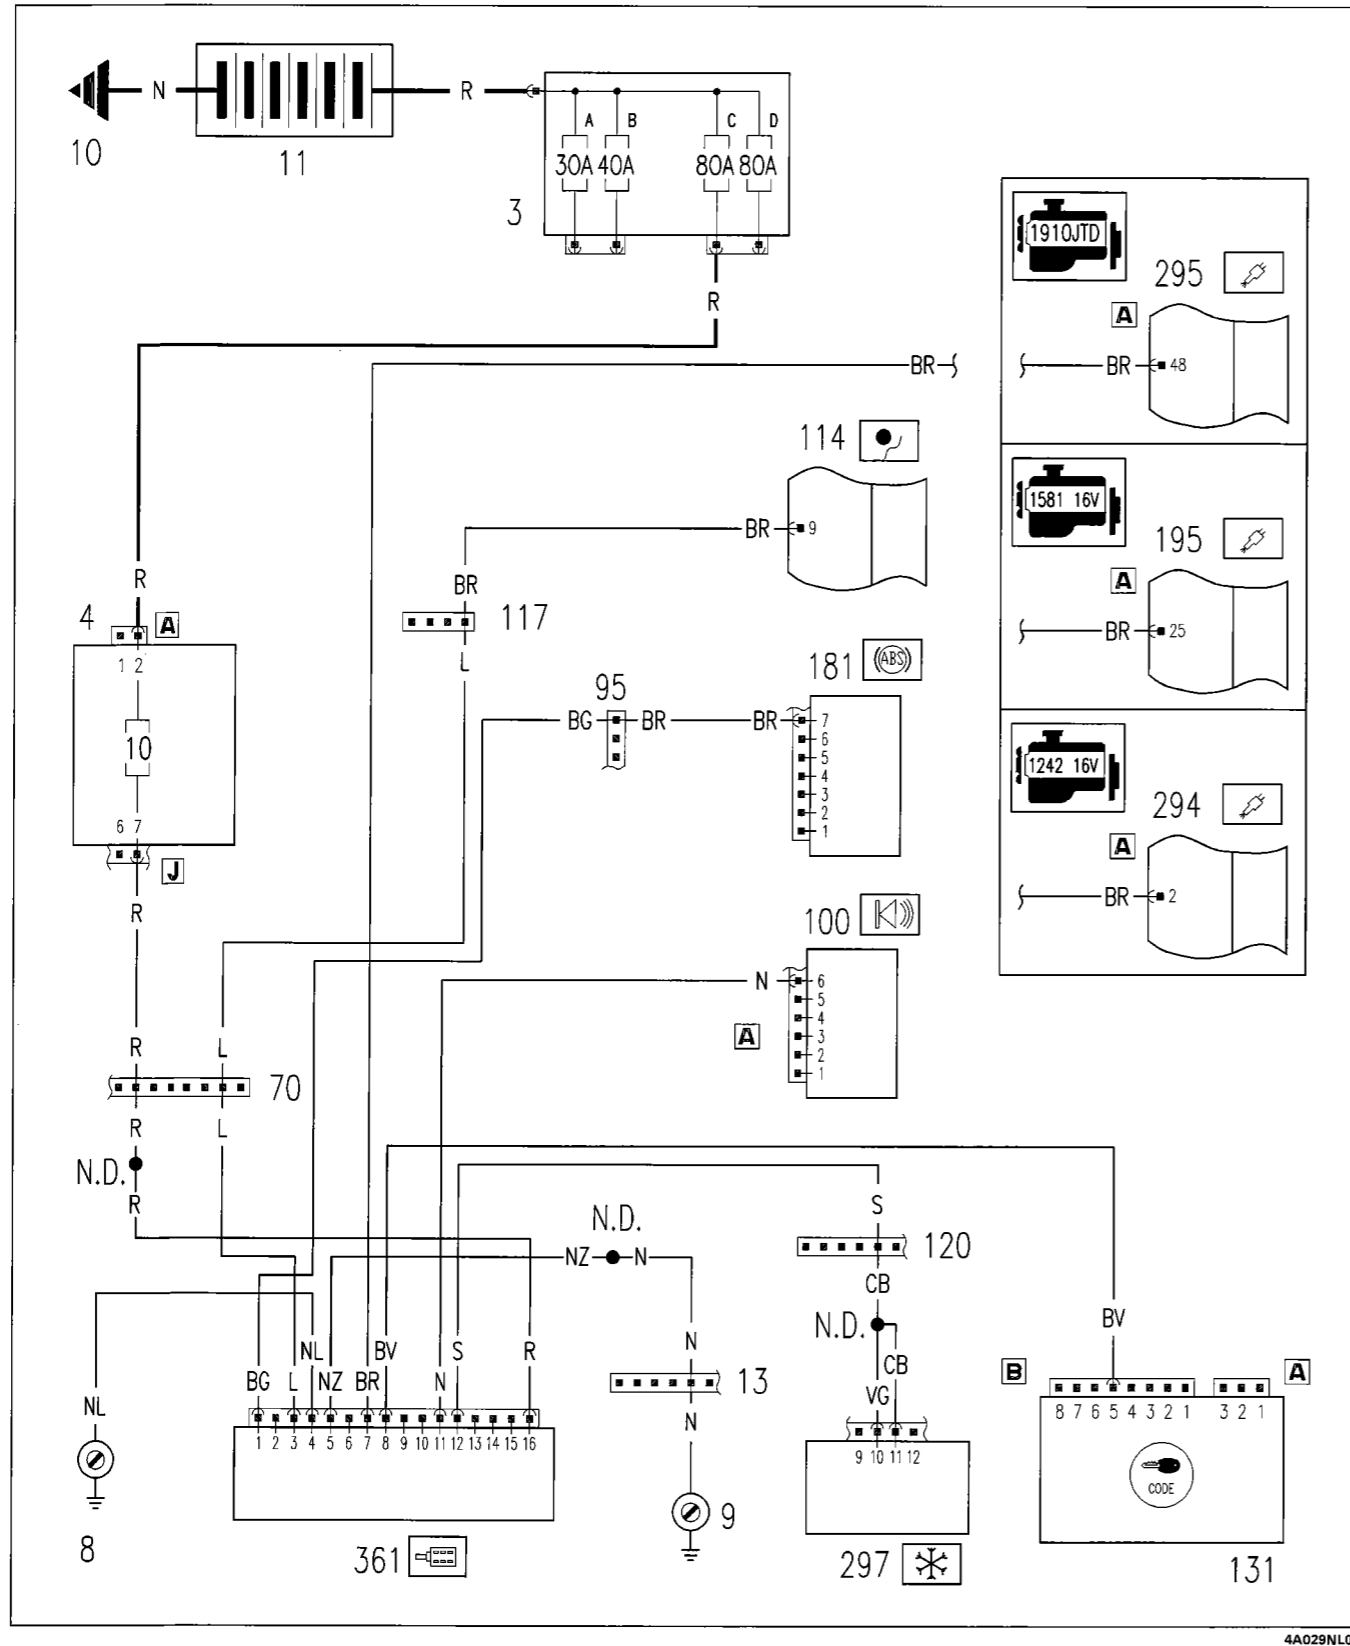 N
R
10
11
A B C D
30A 40A 80A 80A
3
R
1910JTD
295
A
BR
BR
48
114
1581 16V
195
A
BR
25
BR
9
R
BR
4
A
117
1 2
L
181
ABS
95
BG
BR
BR
7
6
5
4
3
2
1
10
1242 16V
294
A
BR
2
6 7
J
R
100
N
6
5
4
3
2
1
A
R
L
70
R
L
N.D.
R
N.D.
NZ
N
S
120
CB
N.D.
CB
VG
BV
NL
BV
S
R
BG
L
NZ
BR
N
NL
N
13
N
B
A
8 7 6 5 4 3 2 1
3 2 1
1 2 3 4 5 6 7 8 9 10 11 12 13 14 15 16
9 10 11 12
CODE
8
361
9
297
131
4A029NL0